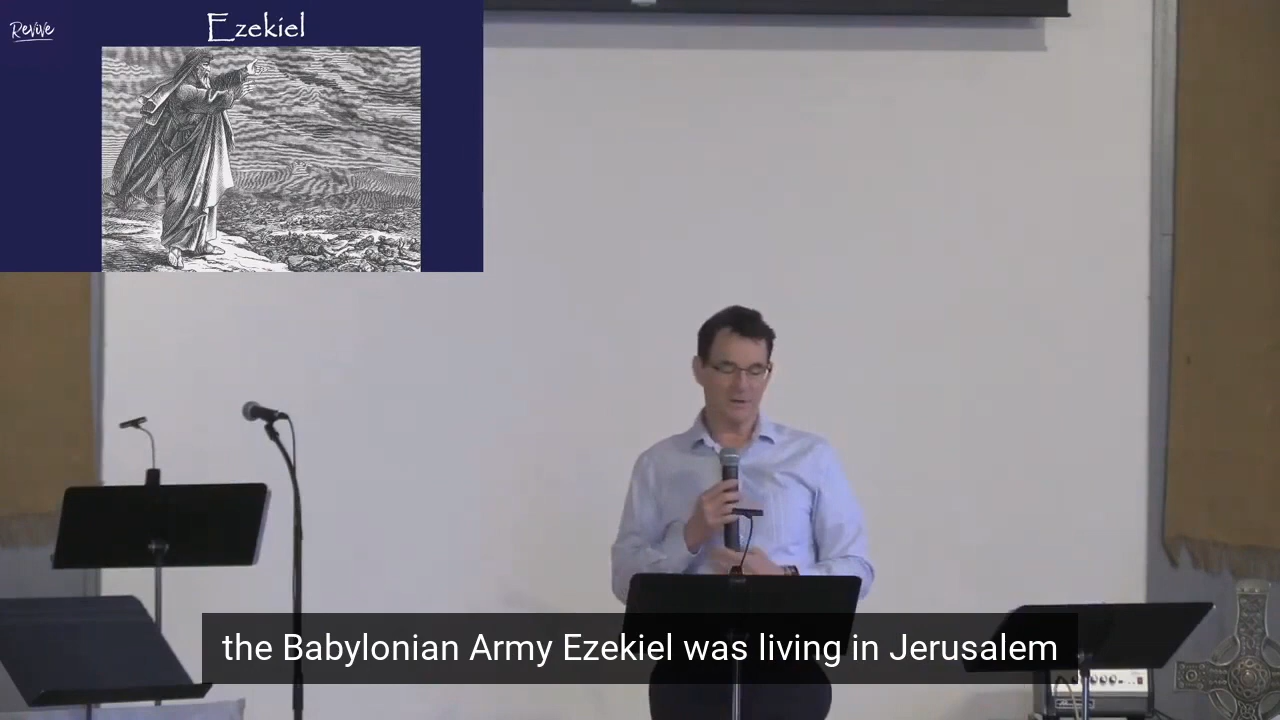 Revive
Ezekiel
the Babylonian Army Ezekiel was living in Jerusalem